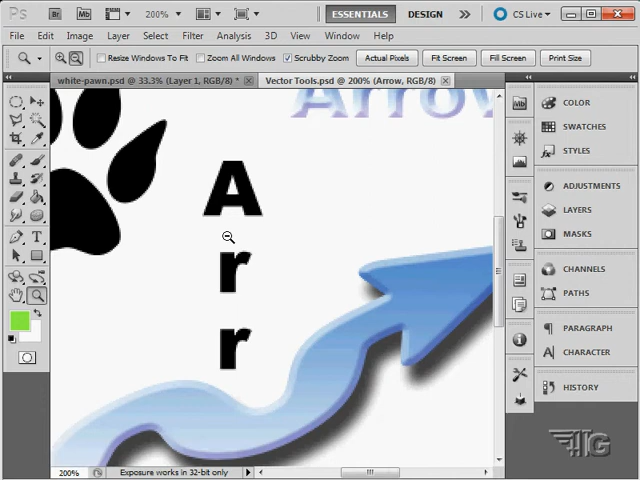 Ps Br Mb 200% ESSENTIALS DESIGN CS Live
File Edit Image Layer Select Filter Analysis 3D View Window Help
Resize Windows To Fit Zoom All Windows Scrubby Zoom Actual Pixels Fit Screen Fill Screen Print Size
white-pawn.psd @ 33.3% (Layer 1, RGB/8) * Vector Tools.psd @ 200% (Arrow, RGB/8)
Arrow
A
r
r
Mb
COLOR
SWATCHES
STYLES
ADJUSTMENTS
LAYERS
MASKS
CHANNELS
PATHS
PARAGRAPH
CHARACTER
HISTORY
200% Exposure works in 32-bit only